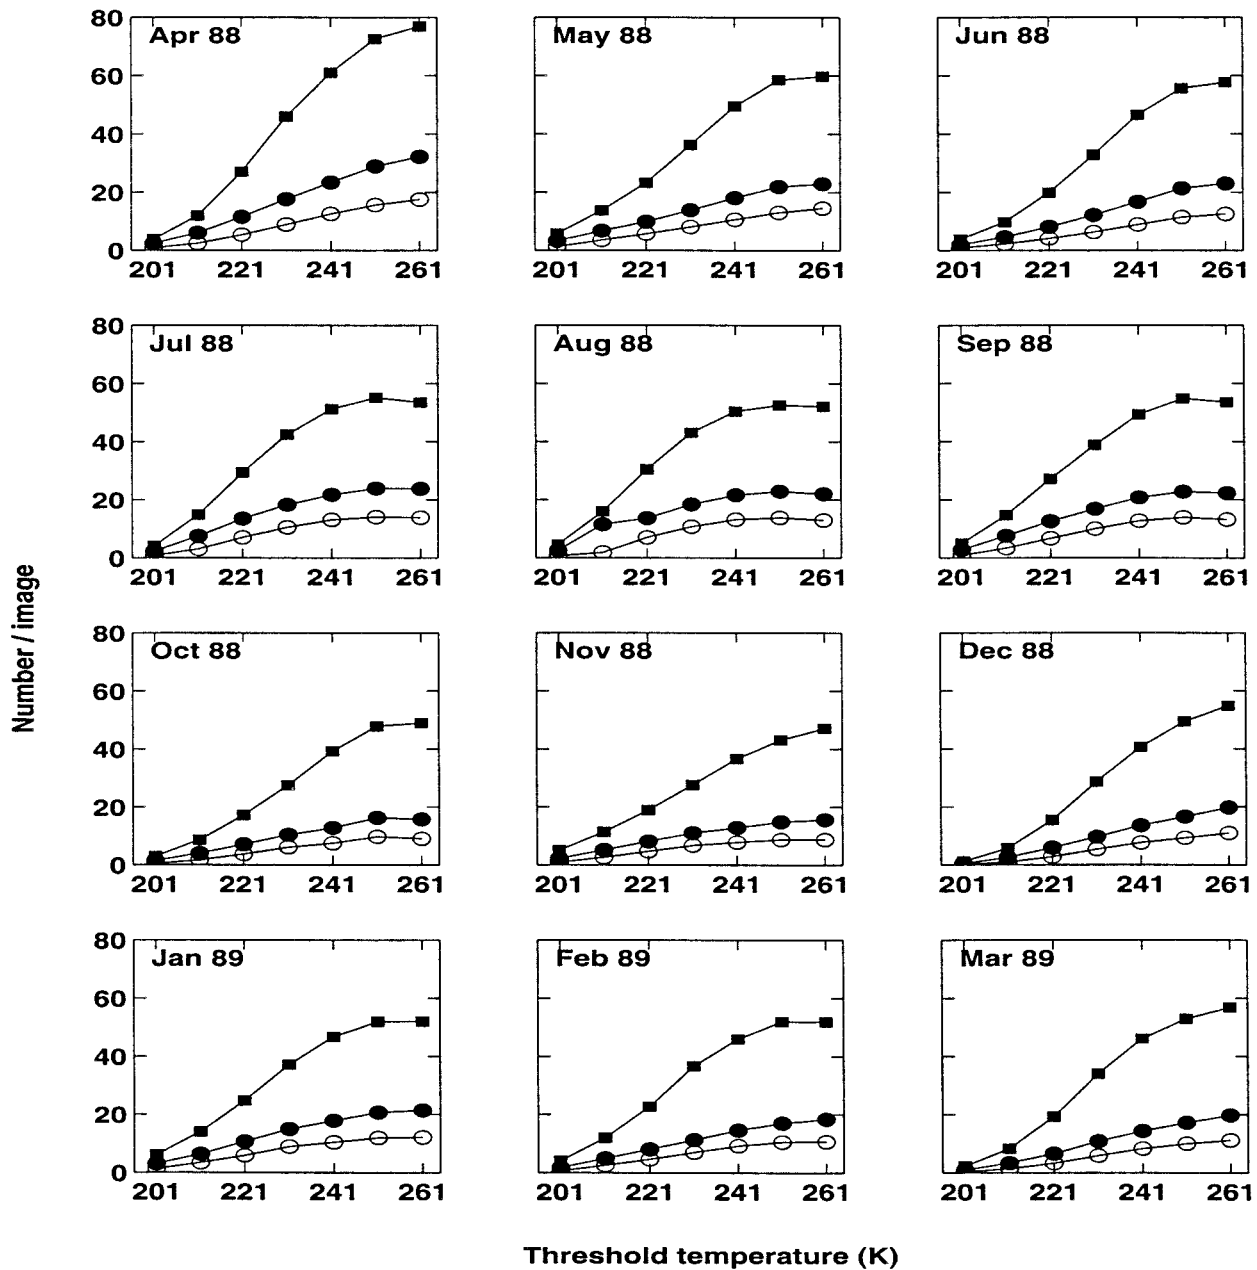 80
60
40
20
0
Apr 88
201 221 241 261
May 88
201 221 241 261
Jun 88
201 221 241 261
80
60
40
20
0
Jul 88
201 221 241 261
Aug 88
201 221 241 261
Sep 88
201 221 241 261
Number / image
80
60
40
20
0
Oct 88
201 221 241 261
Nov 88
201 221 241 261
Dec 88
201 221 241 261
80
60
40
20
0
Jan 89
201 221 241 261
Feb 89
201 221 241 261
Mar 89
201 221 241 261
Threshold temperature (K)